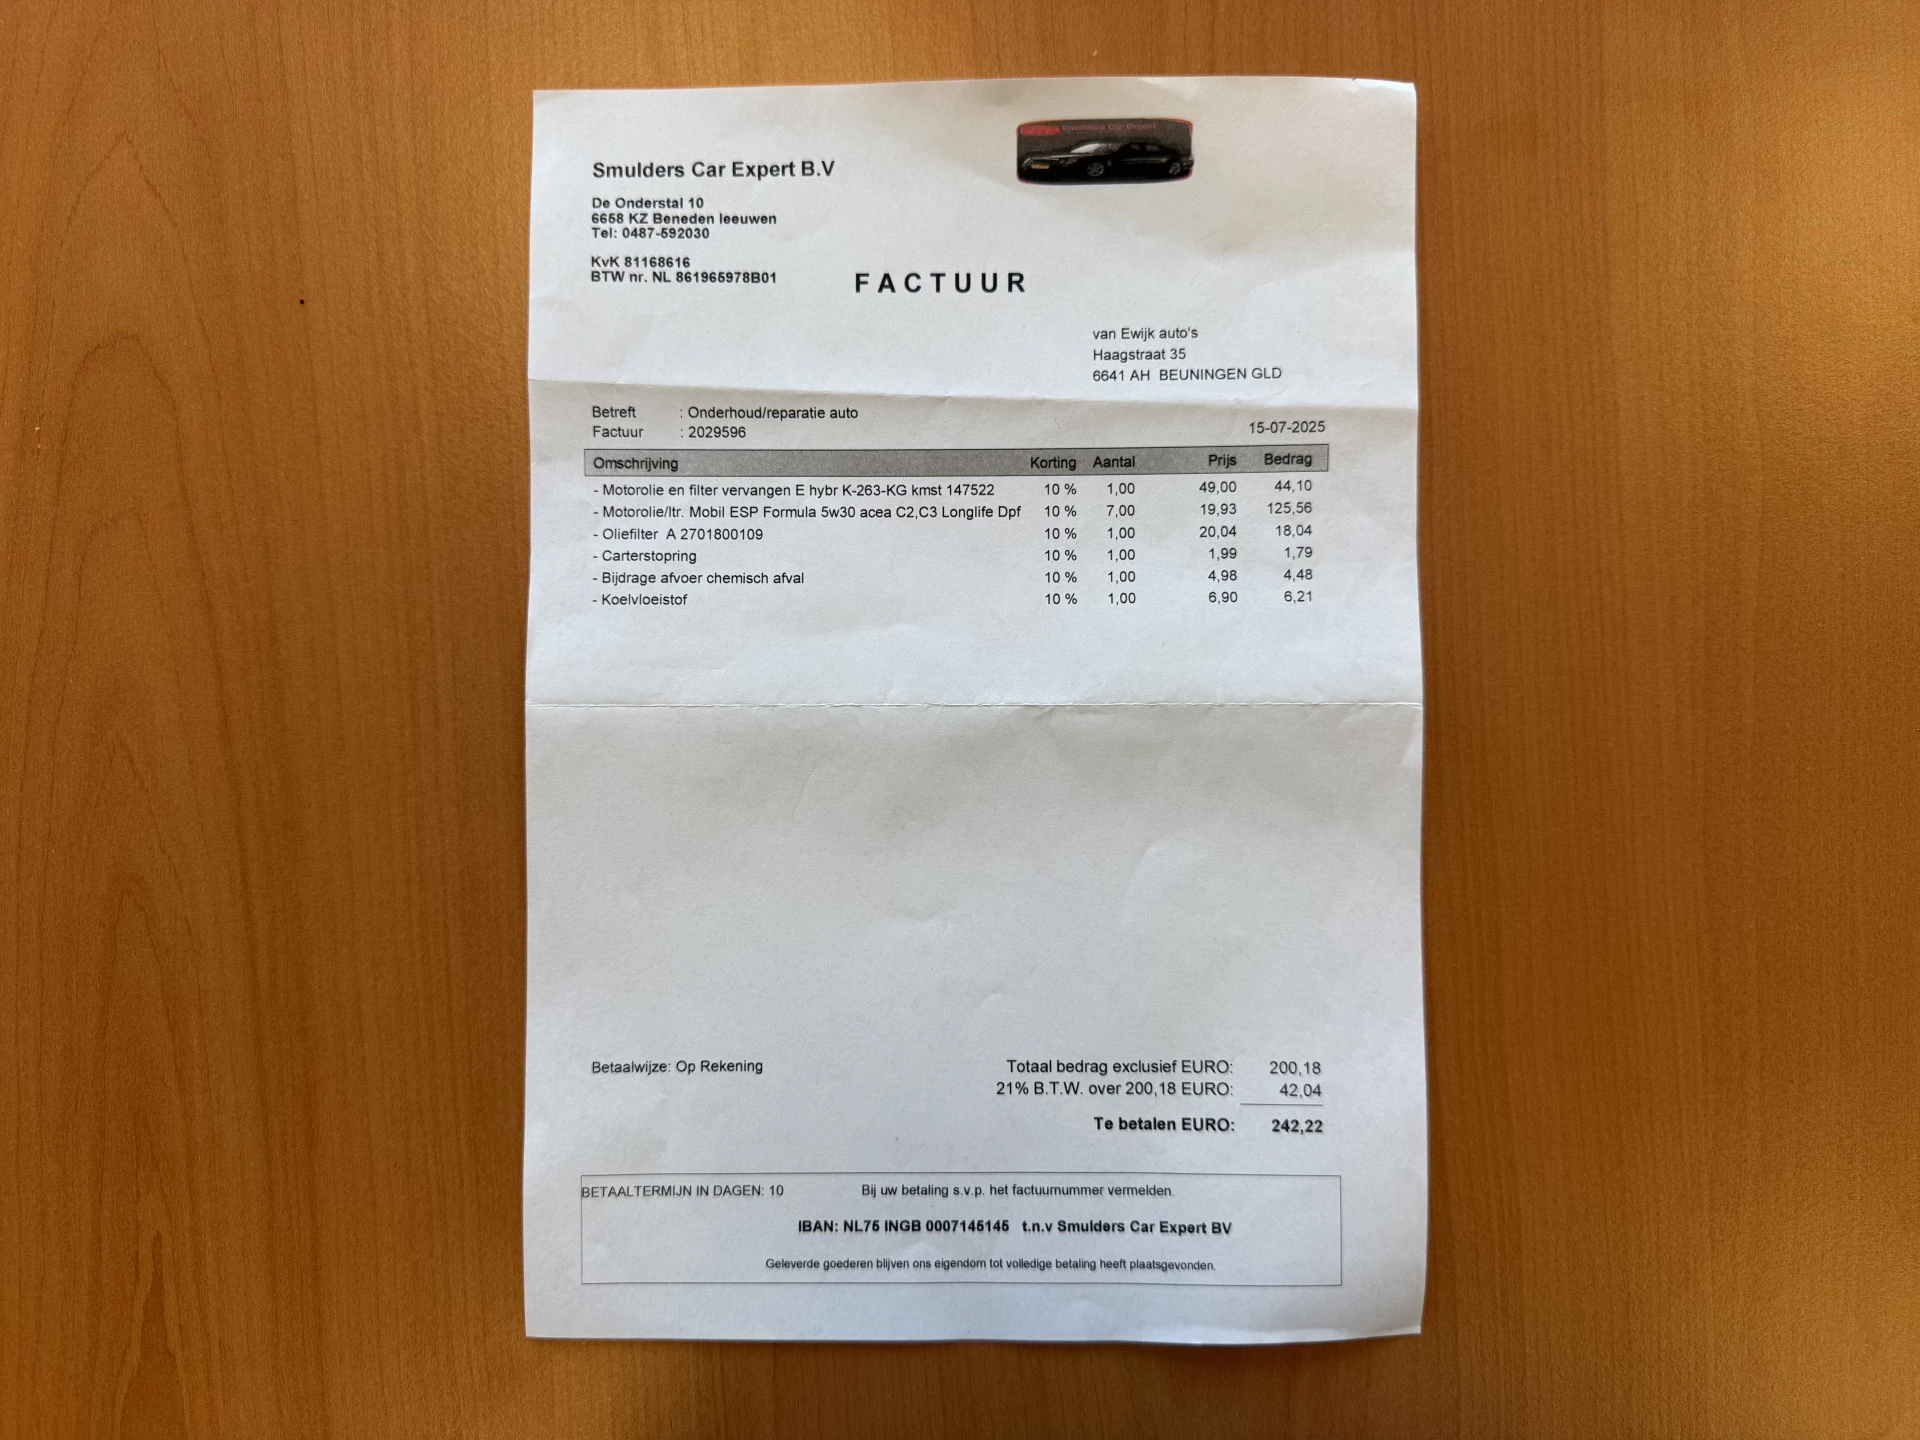 Smulders Car Expert
Smulders Car Expert B.V
De Onderstal 10
6658 KZ Beneden leeuwen
Tel: 0487-592030
KvK 81168616
BTW nr. NL 861965978B01
FACTUUR
van Ewijk auto's
Haagstraat 35
6641 AH BEUNINGEN GLD
Betreft : Onderhoud/reparatie auto
Factuur : 2029596
15-07-2025
Omschrijving Korting Aantal Prijs Bedrag
- Motorolie en filter vervangen E hybr K-263-KG kmst 147522 10 % 1,00 49,00 44,10
- Motorolie/ltr. Mobil ESP Formula 5w30 acea C2,C3 Longlife Dpf 10 % 7,00 19,93 125,56
- Oliefilter A 2701800109 10 % 1,00 20,04 18,04
- Carterstopring 10 % 1,00 1,99 1,79
- Bijdrage afvoer chemisch afval 10 % 1,00 4,98 4,48
- Koelvloeistof 10 % 1,00 6,90 6,21
Betaalwijze: Op Rekening
Totaal bedrag exclusief EURO: 200,18
21% B.T.W. over 200,18 EURO: 42,04
Te betalen EURO: 242,22
BETAALTERMIJN IN DAGEN: 10 Bij uw betaling s.v.p. het factuurnummer vermelden.
IBAN: NL75 INGB 0007145145 t.n.v Smulders Car Expert BV
Geleverde goederen blijven ons eigendom tot volledige betaling heeft plaatsgevonden.